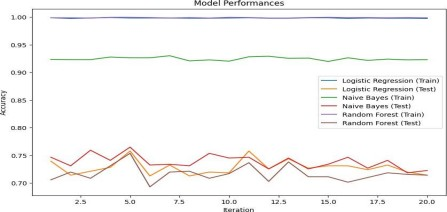 Model Performances
1.00
0.95
0.90
0.85
0.80
0.75
0.70
Accuracy
Logistic Regression (Train)
Logistic Regression (Test)
Naive Bayes (Train)
Naive Bayes (Test)
Random Forest (Train)
Random Forest (Test)
2.5 5.0 7.5 10.0 12.5 15.0 17.5 20.0
Iteration